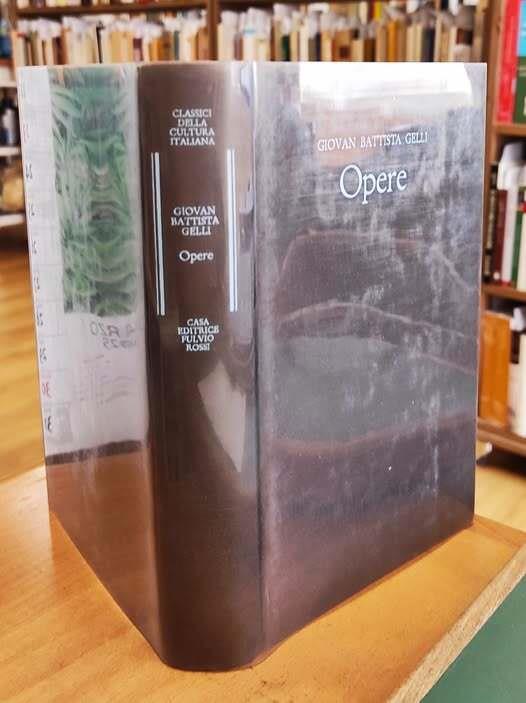 CLASSICI
DELLA
CULTURA
ITALIANA
GIOVAN
BATTISTA
GELLI
Opere
CASA
EDITRICE
FULVIO
ROSSI
GIOVAN BATTISTA GELLI
Opere